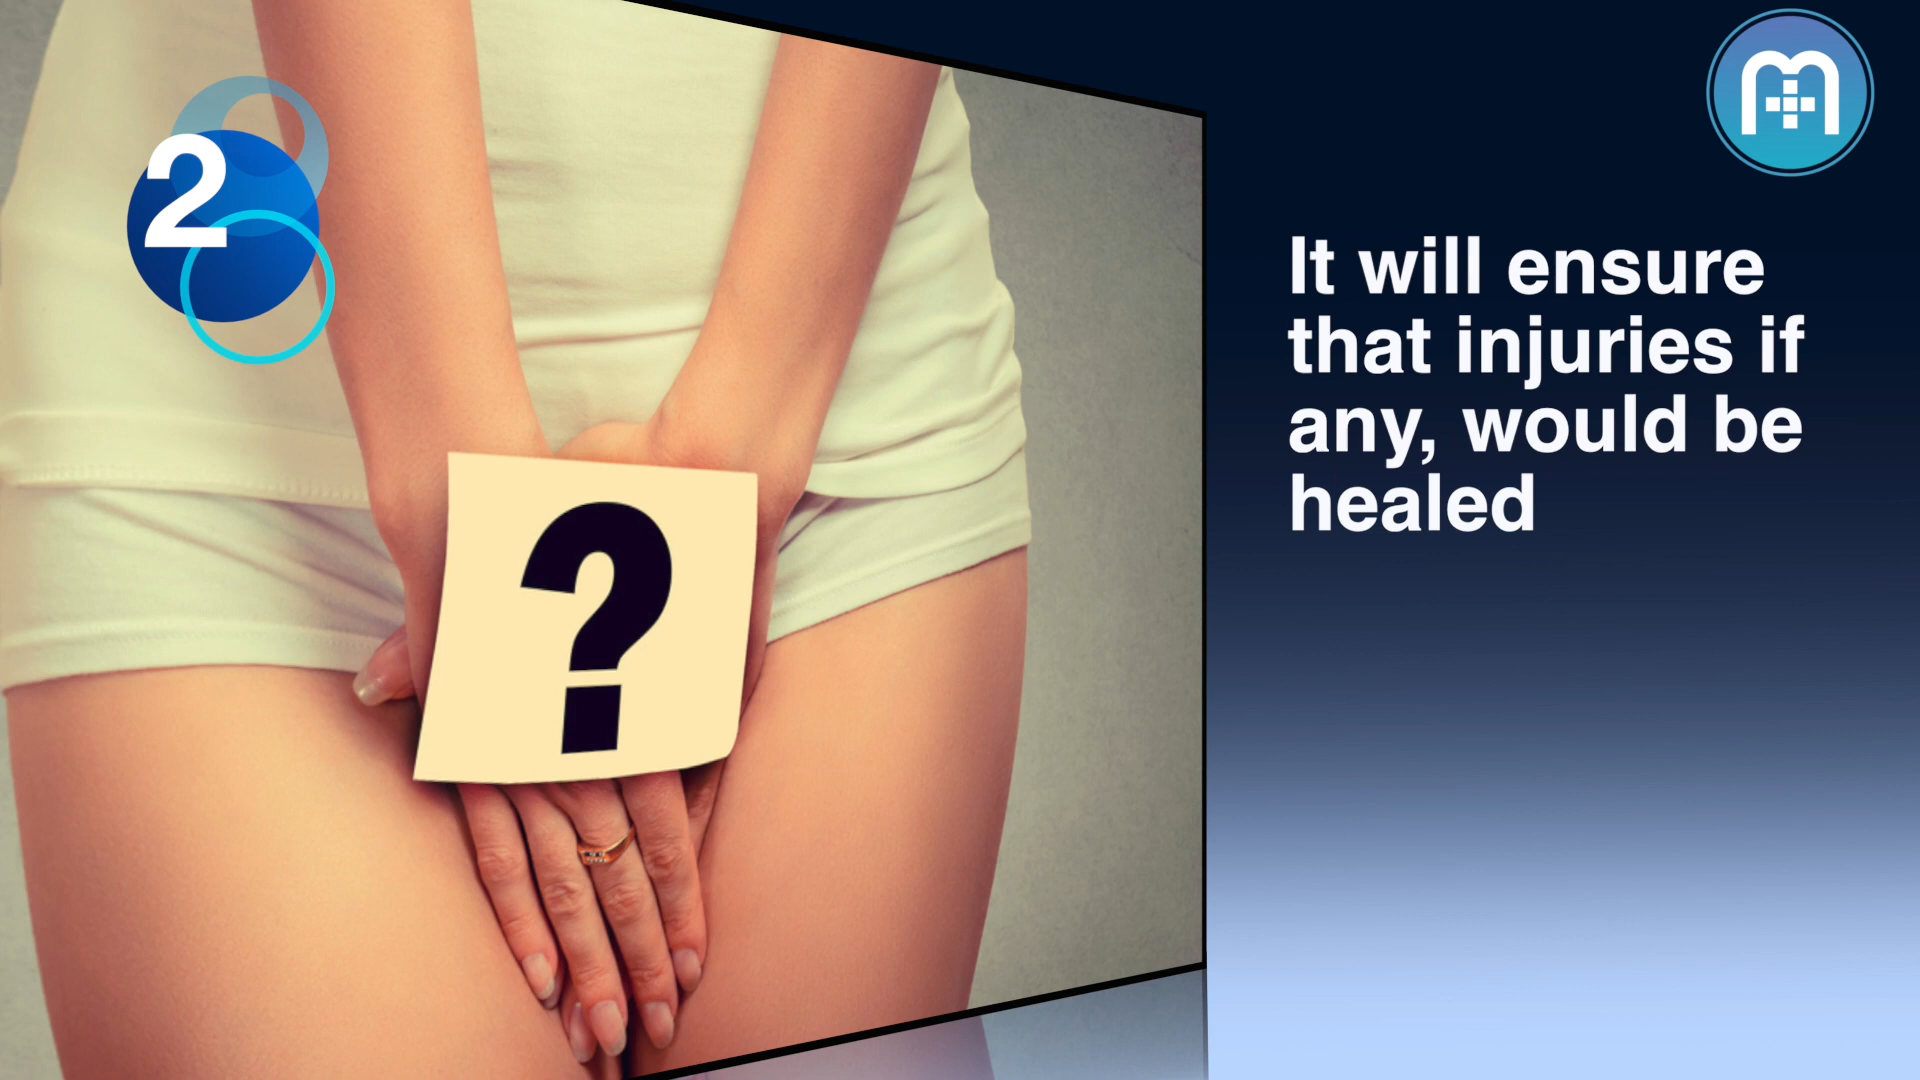 2
?
It will ensure
that injuries if
any, would be
healed
m